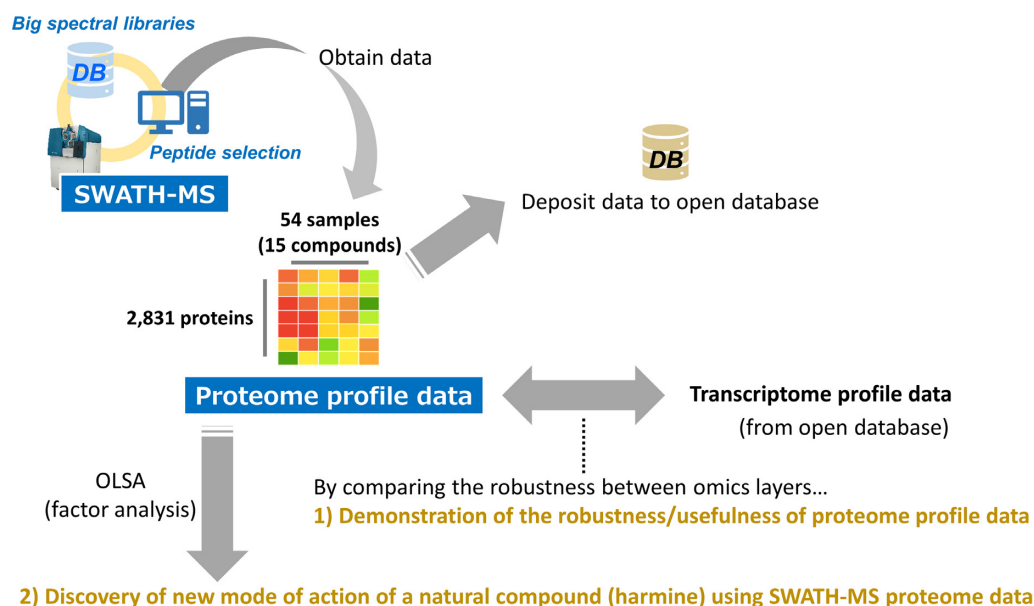 Big spectral libraries
DB
Obtain data
Peptide selection
SWATH-MS
DB
Deposit data to open database
54 samples
(15 compounds)
2,831 proteins
Proteome profile data
Transcriptome profile data
(from open database)
OLSA
(factor analysis)
By comparing the robustness between omics layers...
1) Demonstration of the robustness/usefulness of proteome profile data
2) Discovery of new mode of action of a natural compound (harmine) using SWATH-MS proteome data